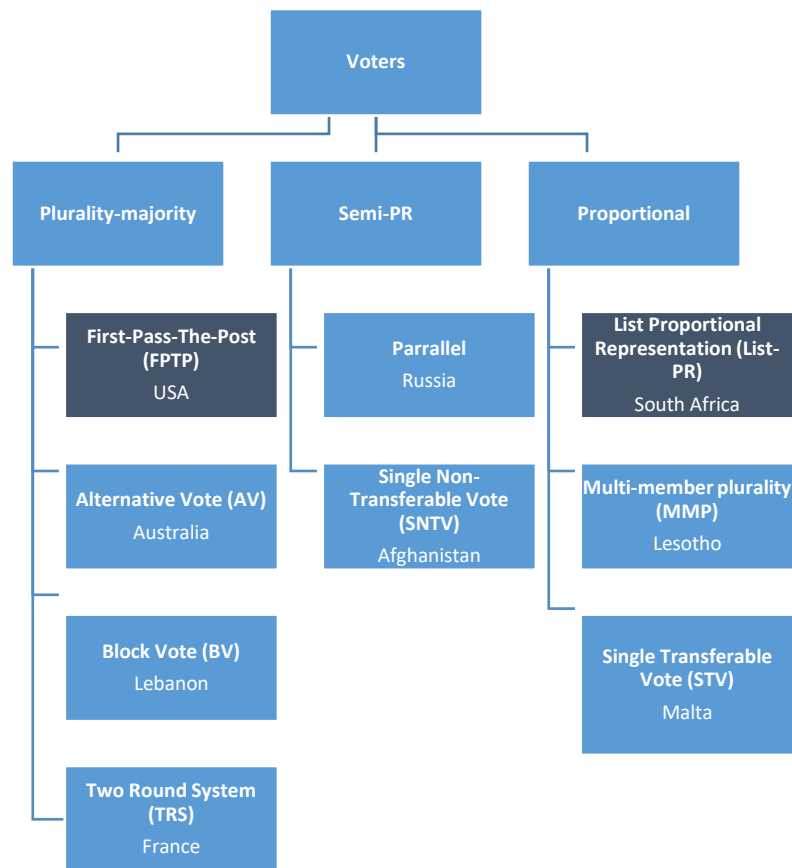 Voters
Plurality-majority
Semi-PR
Proportional
First-Pass-The-Post
(FPTP)
USA
Parrallel
Russia
List Proportional
Representation (List-
PR)
South Africa
Alternative Vote (AV)
Australia
Single Non-
Transferable Vote
(SNTV)
Afghanistan
Multi-member plurality
(MMP)
Lesotho
Block Vote (BV)
Lebanon
Single Transferable
Vote (STV)
Malta
Two Round System
(TRS)
France